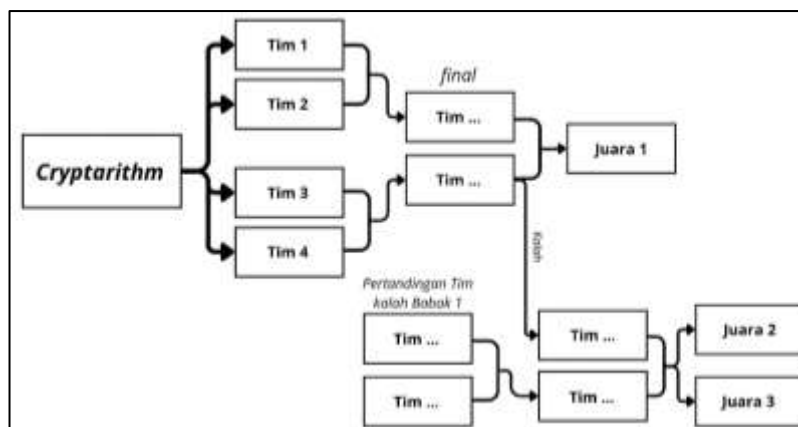 Tim 1
final
Tim 2
Tim ...
Juara 1
Cryptarithm
Tim ...
Tim 3
Tim 4
Kalah
Pertandingan Tim
kalah Babak 1
Tim ...
Tim ...
Juara 2
Tim ...
Tim ...
Juara 3